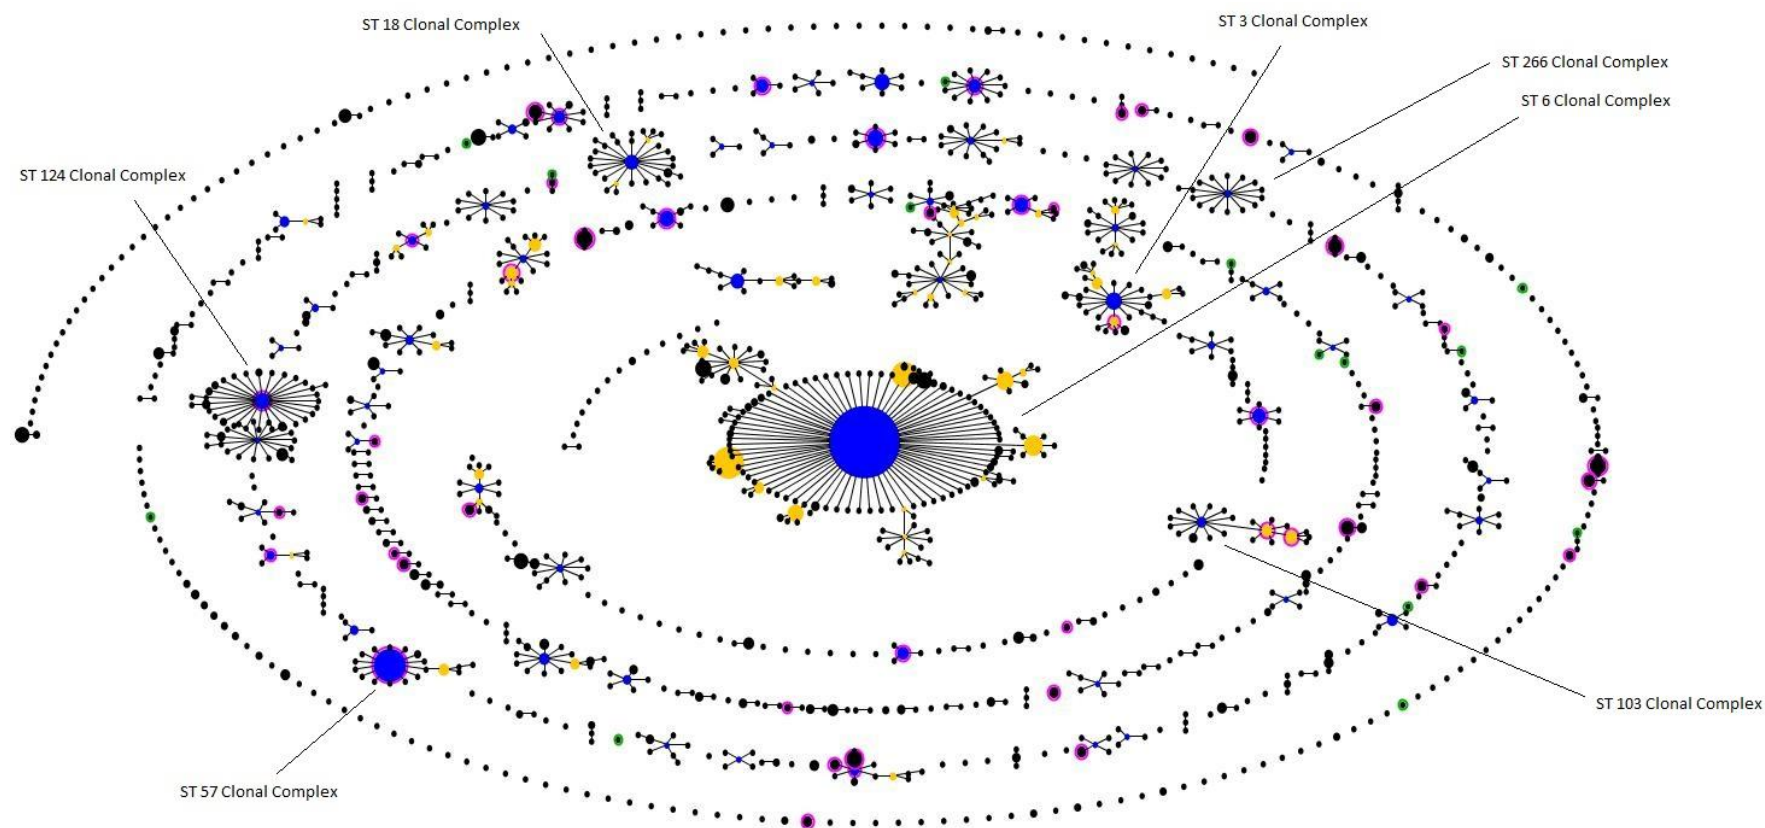 ST 18 Clonal Complex
ST 3 Clonal Complex
ST 266 Clonal Complex
ST 6 Clonal Complex
ST 124 Clonal Complex
ST 103 Clonal Complex
ST 57 Clonal Complex